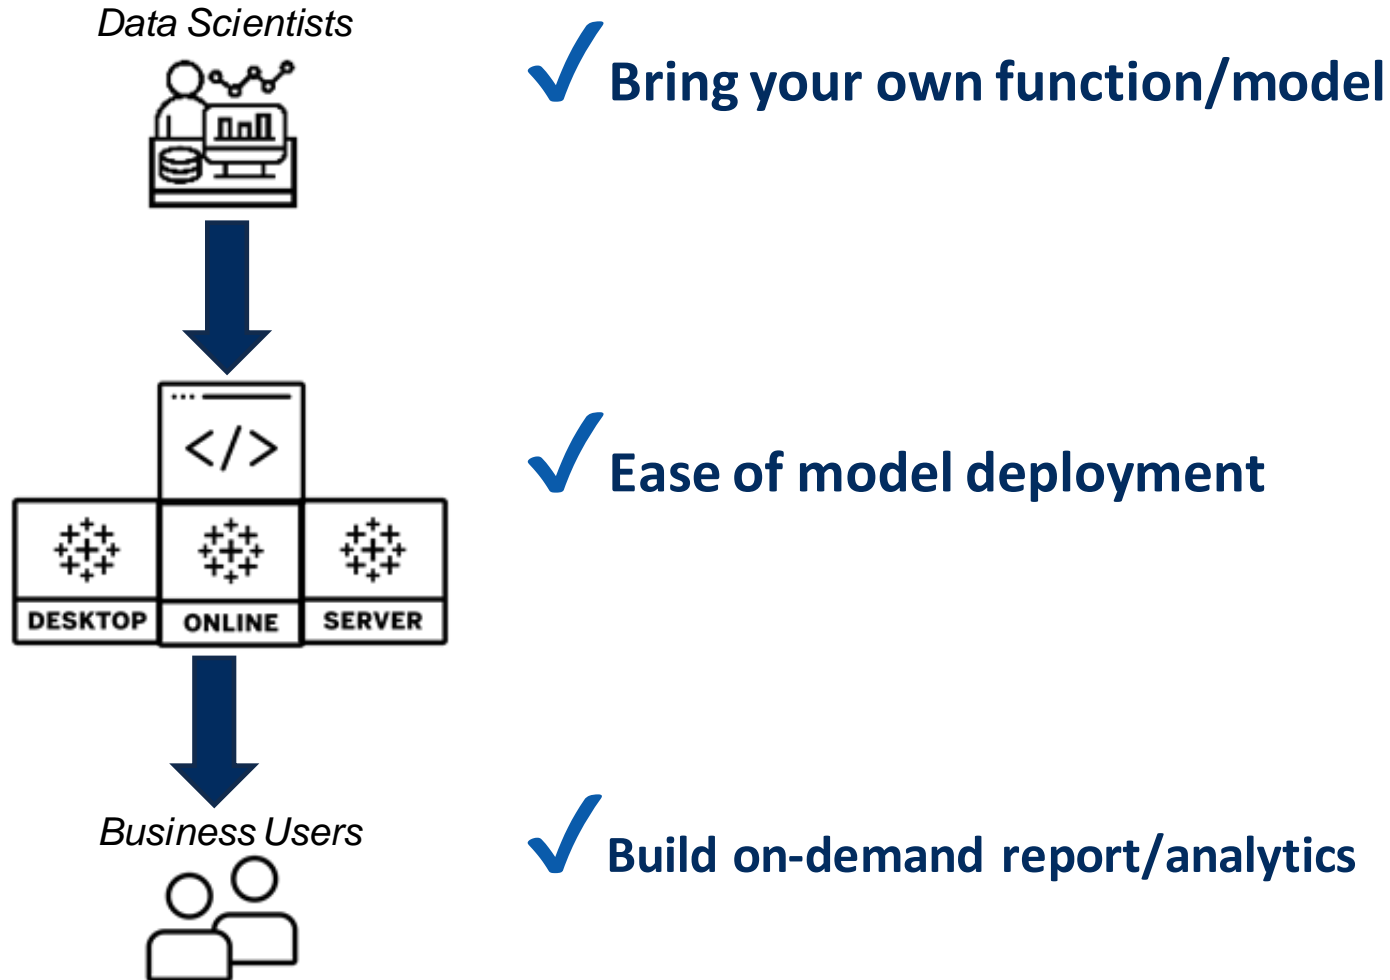 Data Scientists
✓ Bring your own function/model
</>
✓ Ease of model deployment
DESKTOP
ONLINE
SERVER
Business Users
✓ Build on-demand report/analytics